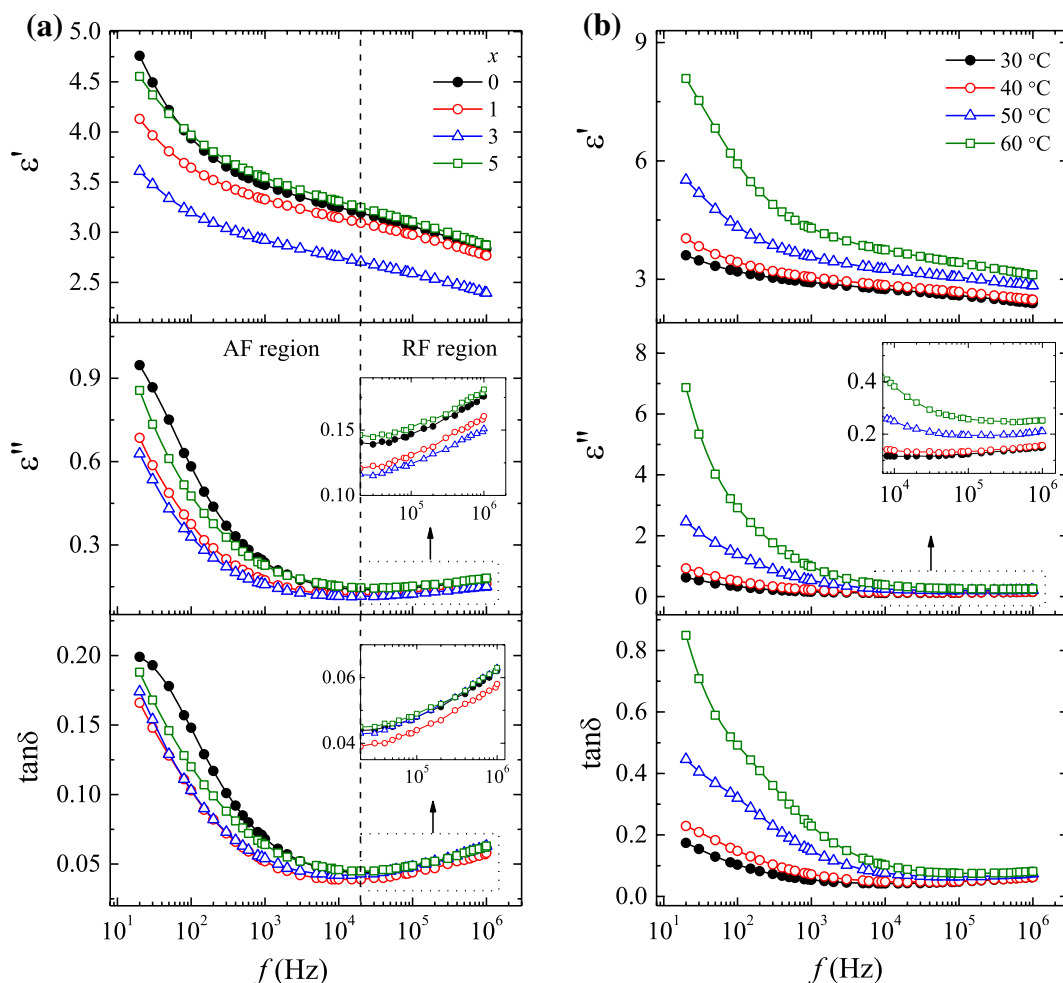 (a)
(b)
5.0
4.5
4.0
3.5
3.0
2.5
ε'
x
0
1
3
5
9
6
3
ε'
30 °C
40 °C
50 °C
60 °C
0.9
0.6
0.3
ε"
AF region
RF region
0.15
0.10
10⁵
10⁶
8
6
4
2
0
ε"
0.4
0.2
10⁴
10⁵
10⁶
0.20
0.15
0.10
0.05
tanδ
0.06
0.04
10⁵
10⁶
0.8
0.6
0.4
0.2
0.0
tanδ
10¹ 10² 10³ 10⁴ 10⁵ 10⁶
f (Hz)
10¹ 10² 10³ 10⁴ 10⁵ 10⁶
f (Hz)